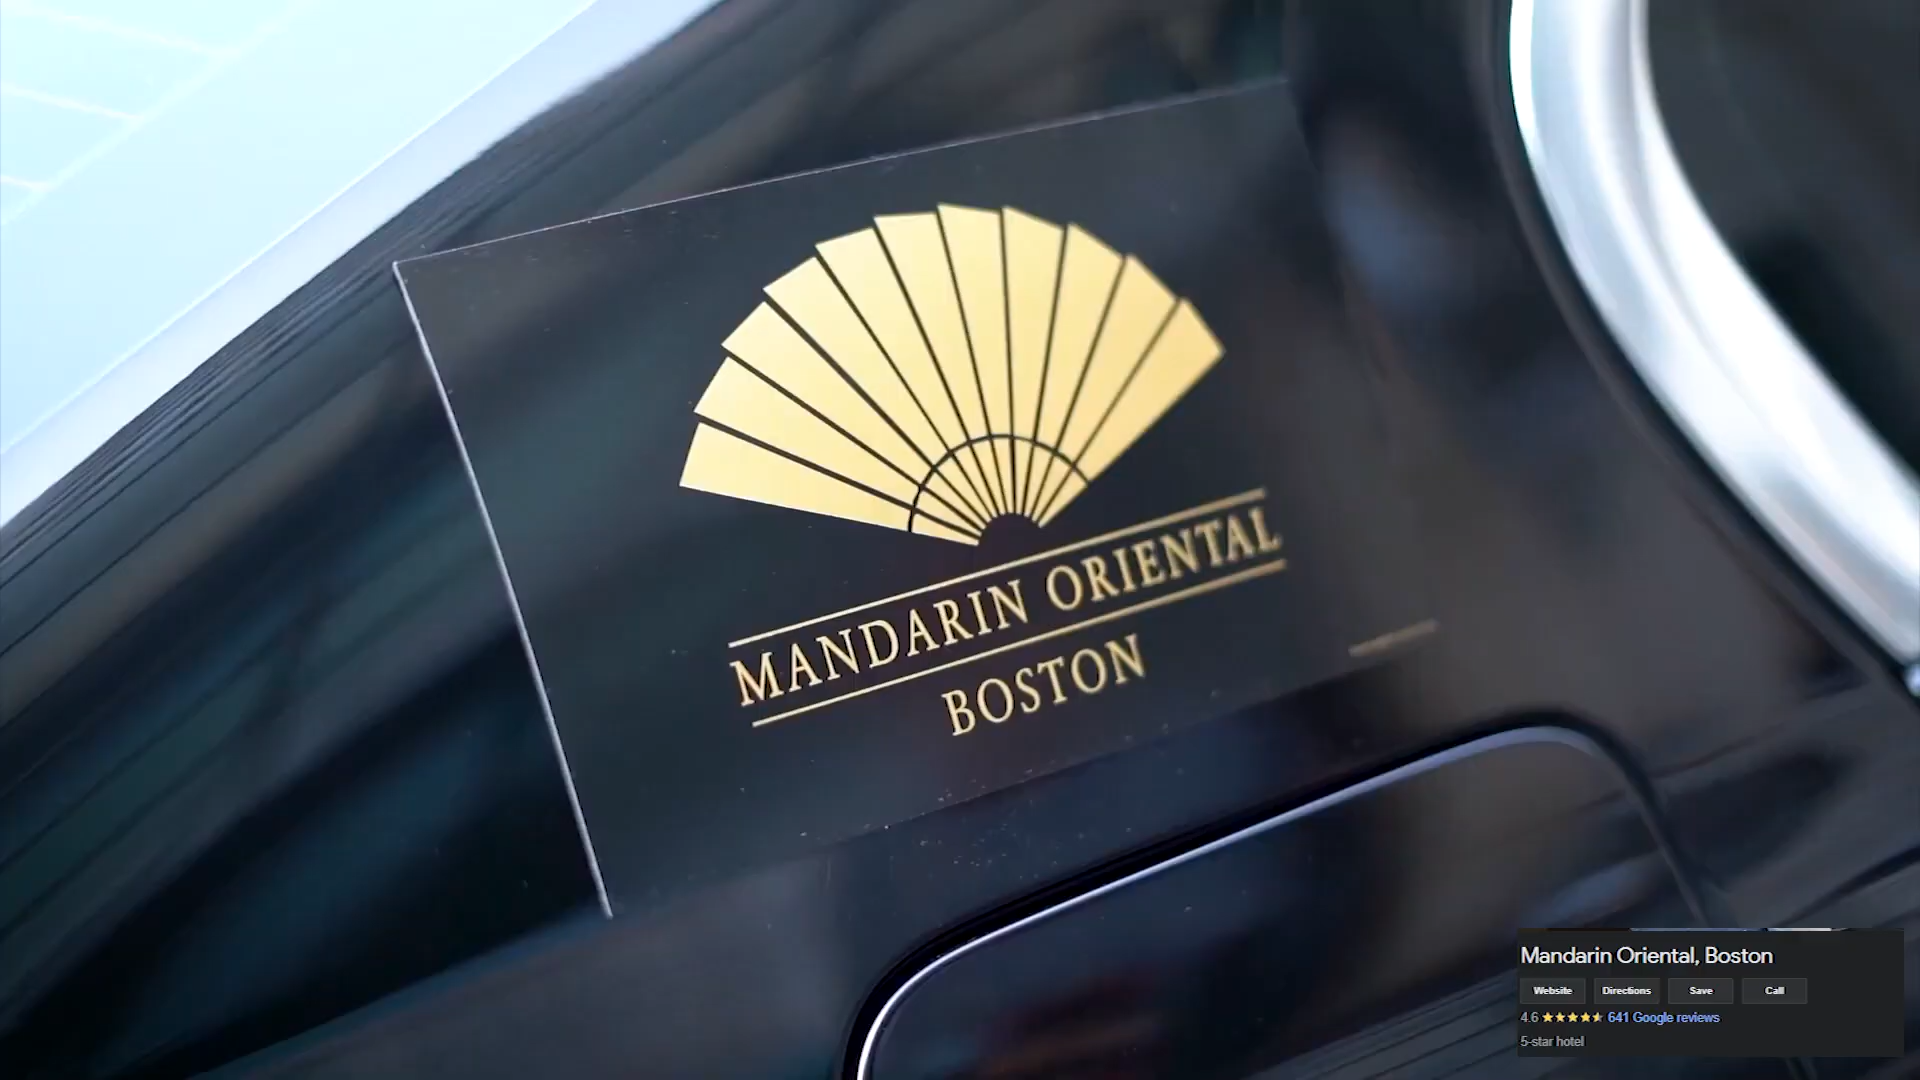 MANDARIN ORIENTAL
BOSTON
Mandarin Oriental, Boston
Website Directions Save Call
4.6 641 Google reviews
5-star hotel